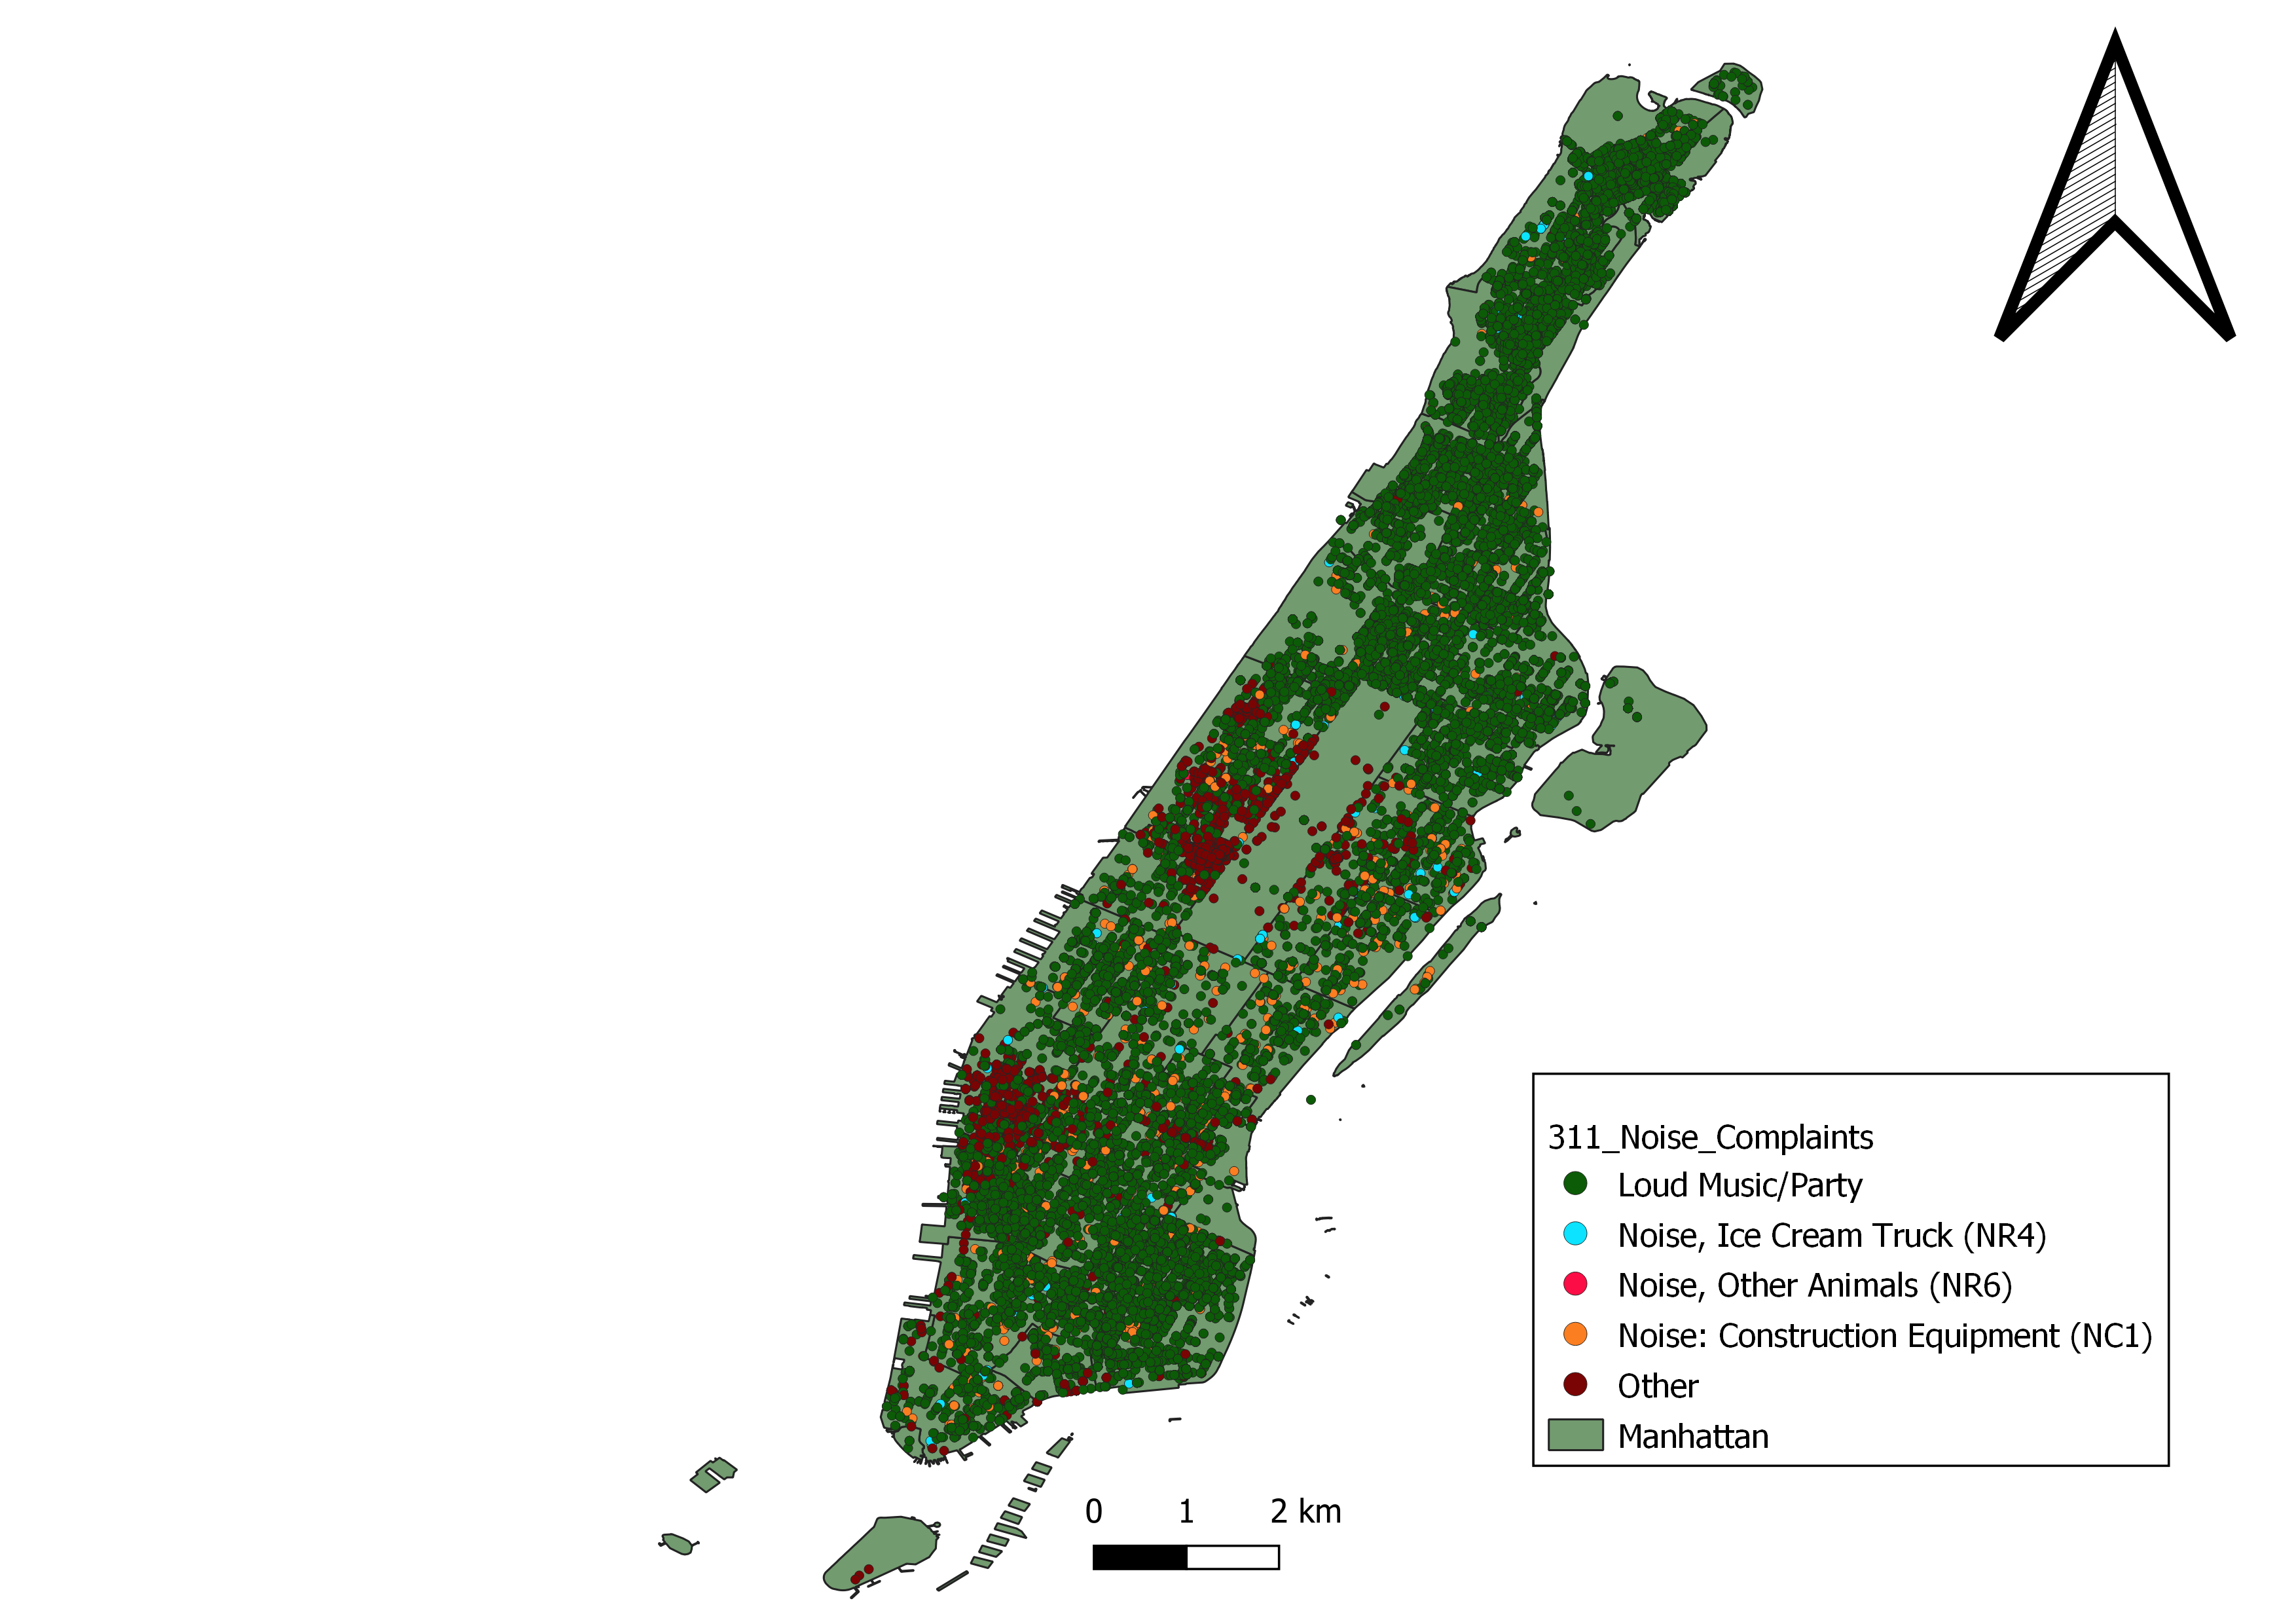 311_Noise_Complaints
Loud Music/Party
Noise, Ice Cream Truck (NR4)
Noise, Other Animals (NR6)
Noise: Construction Equipment (NC1)
Other
Manhattan
0 1 2 km